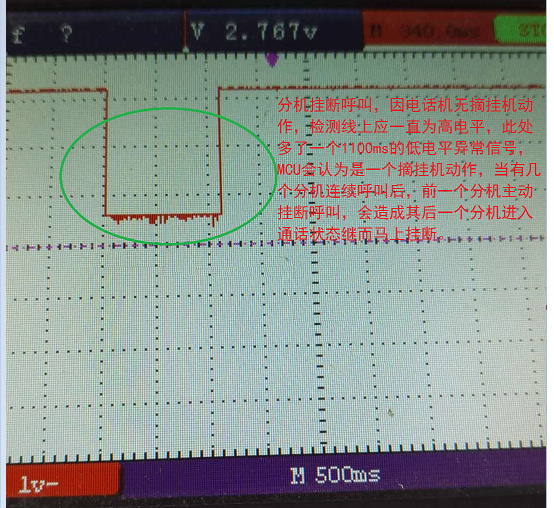 f ? V 2.767v M 340.0ms STO
分机挂断呼叫，因电话机无摘挂机动
作，检测线上应一直为高电平，此处
多了一个1100ms的低电平异常信号，
MCU会认为是一个摘挂机动作，当有几
个分机连续呼叫后，前一个分机主动
挂断呼叫，会造成其后一个分机进入
通话状态继而马上挂断。
1v- M 500ms